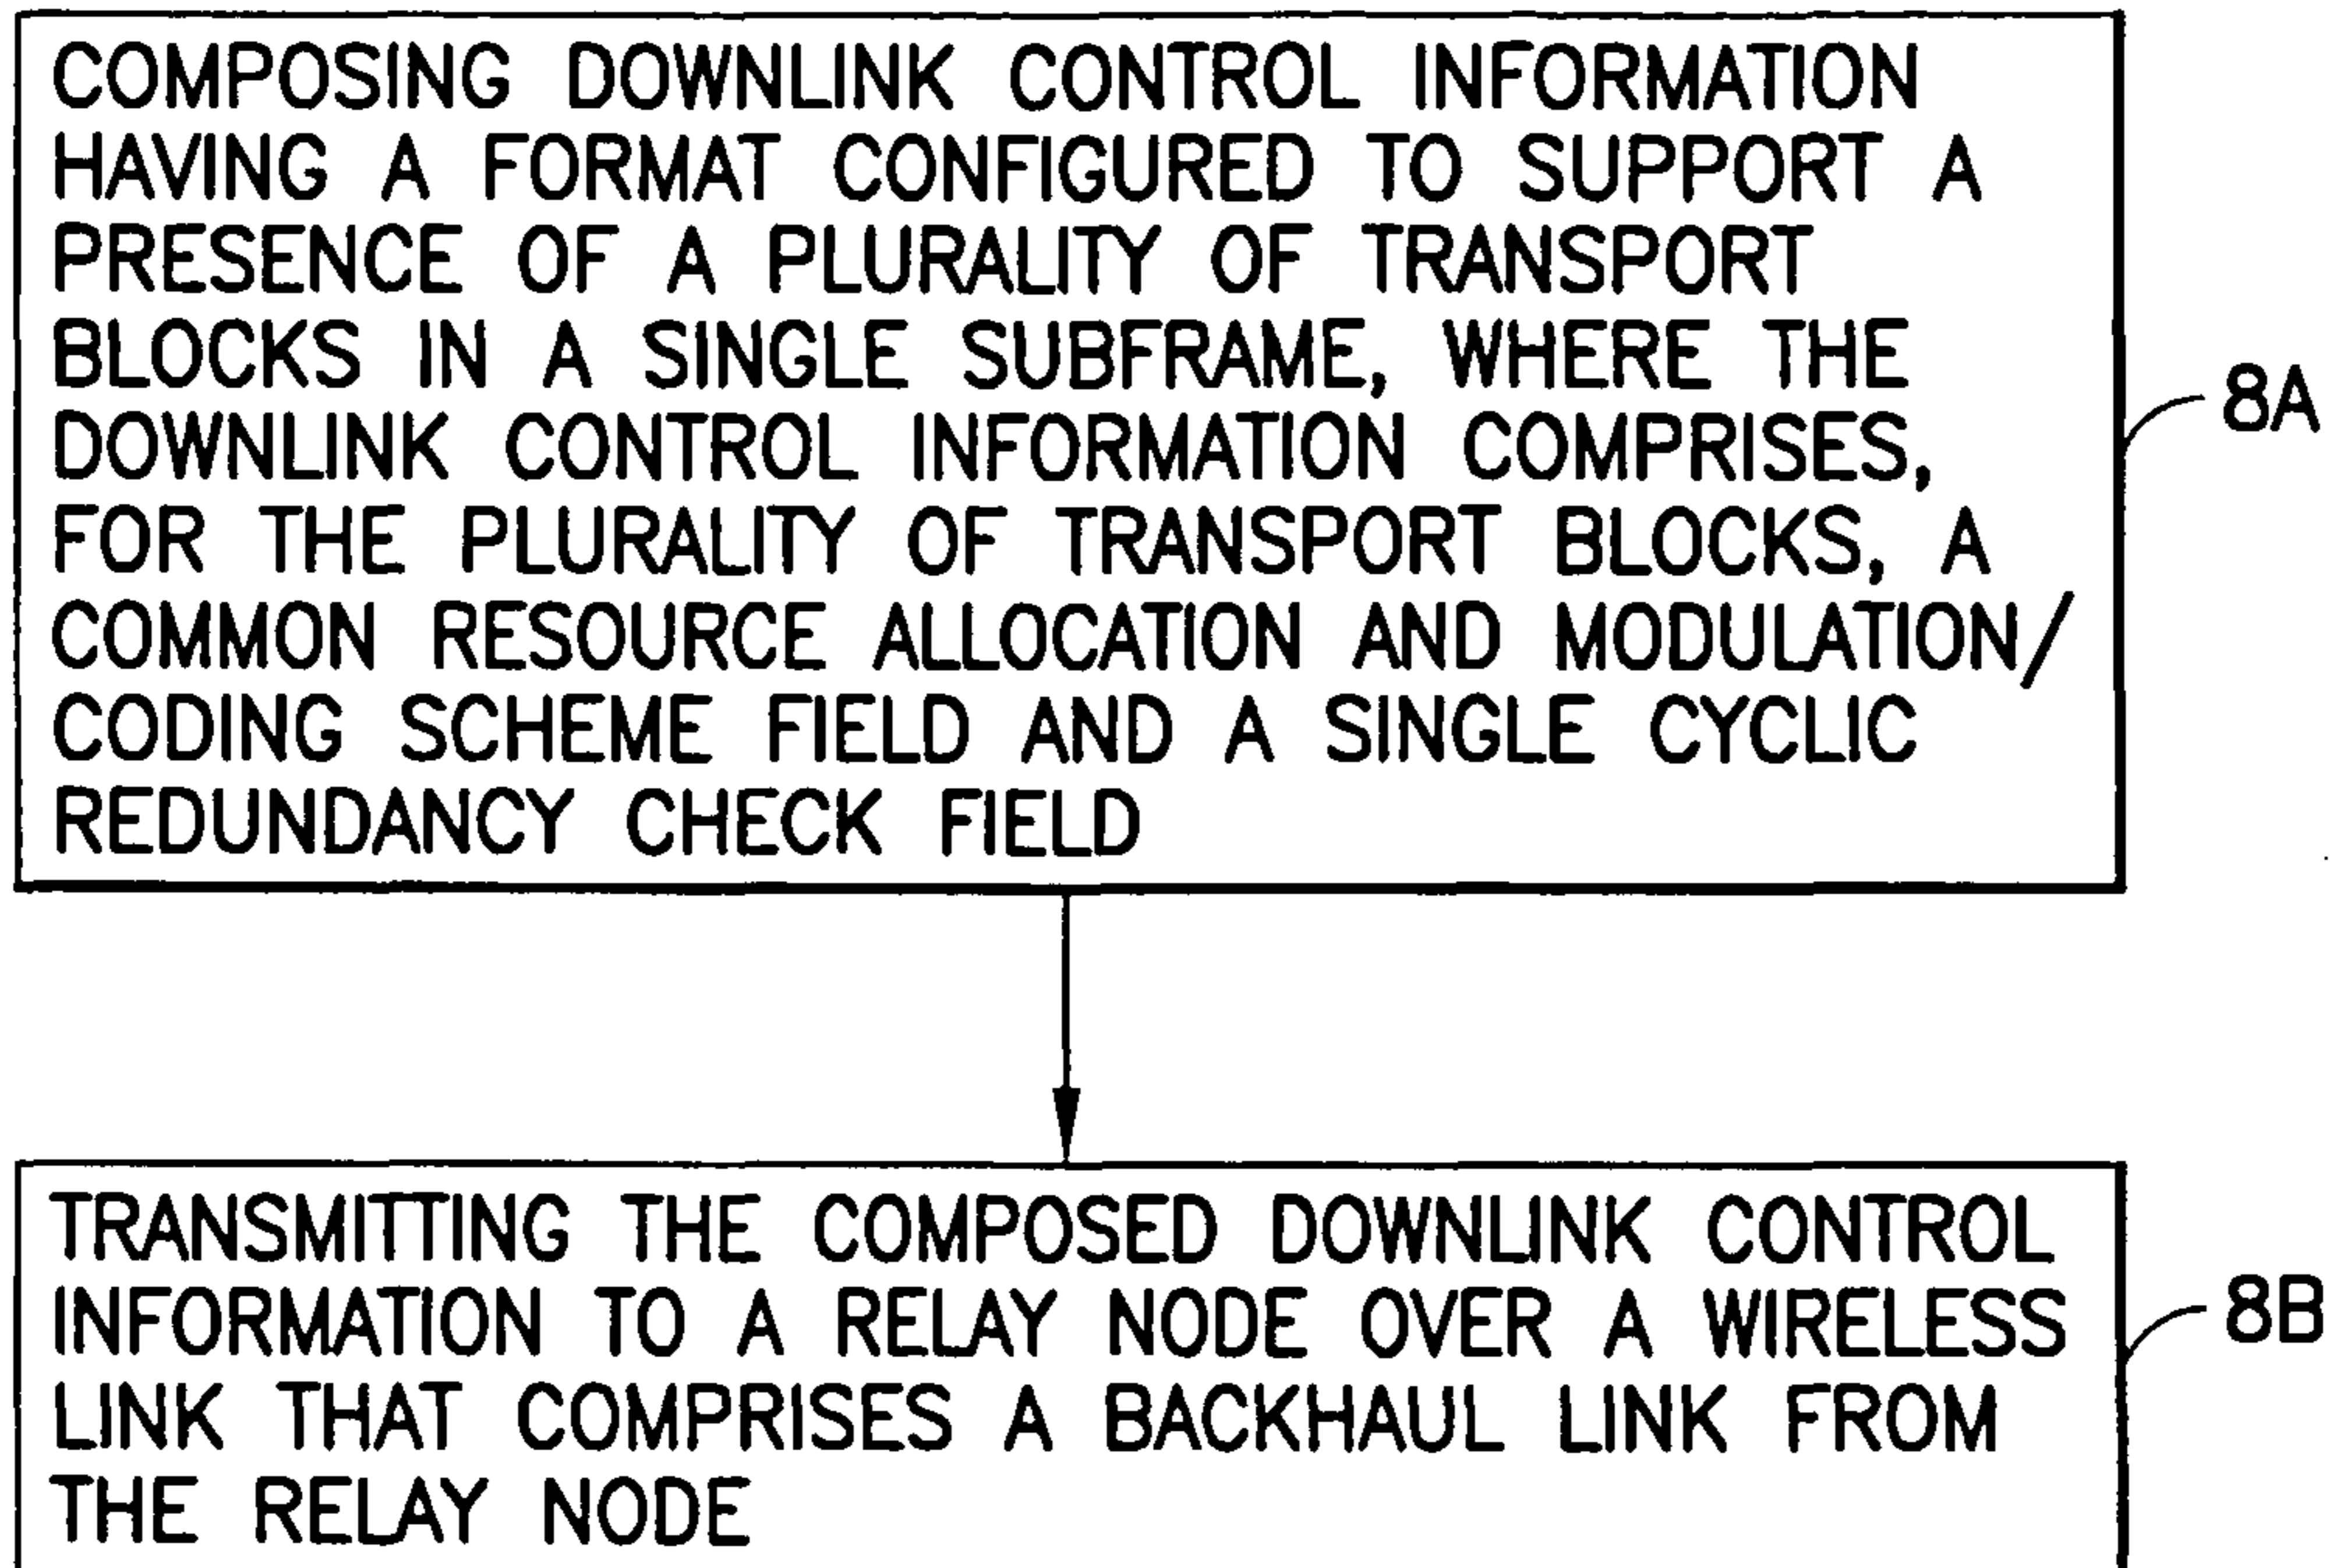 COMPOSING DOWNLINK CONTROL INFORMATION
HAVING A FORMAT CONFIGURED TO SUPPORT A
PRESENCE OF A PLURALITY OF TRANSPORT
BLOCKS IN A SINGLE SUBFRAME, WHERE THE
DOWNLINK CONTROL INFORMATION COMPRISES,
FOR THE PLURALITY OF TRANSPORT BLOCKS, A
COMMON RESOURCE ALLOCATION AND MODULATION/
CODING SCHEME FIELD AND A SINGLE CYCLIC
REDUNDANCY CHECK FIELD
8A
TRANSMITTING THE COMPOSED DOWNLINK CONTROL
INFORMATION TO A RELAY NODE OVER A WIRELESS
LINK THAT COMPRISES A BACKHAUL LINK FROM
THE RELAY NODE
8B